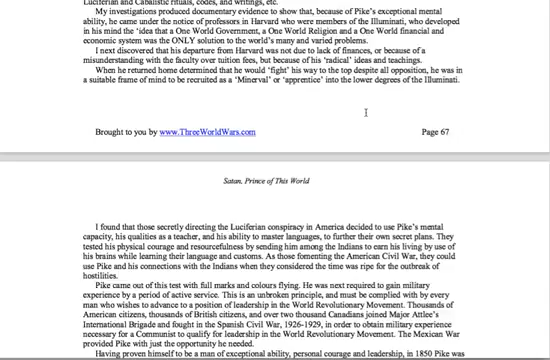 Luciferian and Cabalistic rituals, codes, and writings, etc.
My investigations produced documentary evidence to show that, because of Pike's exceptional mental
ability, he came under the notice of professors in Harvard who were members of the Illuminati, who developed
in his mind the 'idea that a One World Government, a One World Religion and a One World financial and
economic system was the ONLY solution to the world's many and varied problems.
I next discovered that his departure from Harvard was not due to lack of finances, or because of a
misunderstanding with the faculty over tuition fees, but because of his 'radical' ideas and teachings.
When he returned home determined that he would 'fight' his way to the top despite all opposition, he was in
a suitable frame of mind to be recruited as a 'Minerval' or 'apprentice' into the lower degrees of the Illuminati.
Brought to you by www.ThreeWorldWars.com Page 67
Satan, Prince of This World
I found that those secretly directing the Luciferian conspiracy in America decided to use Pike's mental
capacity, his qualities as a teacher, and his ability to master languages, to further their own secret plans. They
tested his physical courage and resourcefulness by sending him among the Indians to earn his living by use of
his brains while learning their language and customs. As those fomenting the American Civil War, they could
use Pike and his connections with the Indians when they considered the time was ripe for the outbreak of
hostilities.
Pike came out of this test with full marks and colours flying. He was next required to gain military
experience by a period of active service. This is an unbroken principle, and must be complied with by every
man who wishes to advance to a position of leadership in the World Revolutionary Movement. Thousands of
American citizens, thousands of British citizens, and over two thousand Canadians joined Major Attlee's
International Brigade and fought in the Spanish Civil War, 1926-1929, in order to obtain military experience
necessary for a Communist to qualify for leadership in the World Revolutionary Movement. The Mexican War
provided Pike with just the opportunity he needed.
Having proven himself to be a man of exceptional ability, personal courage and leadership, in 1850 Pike was